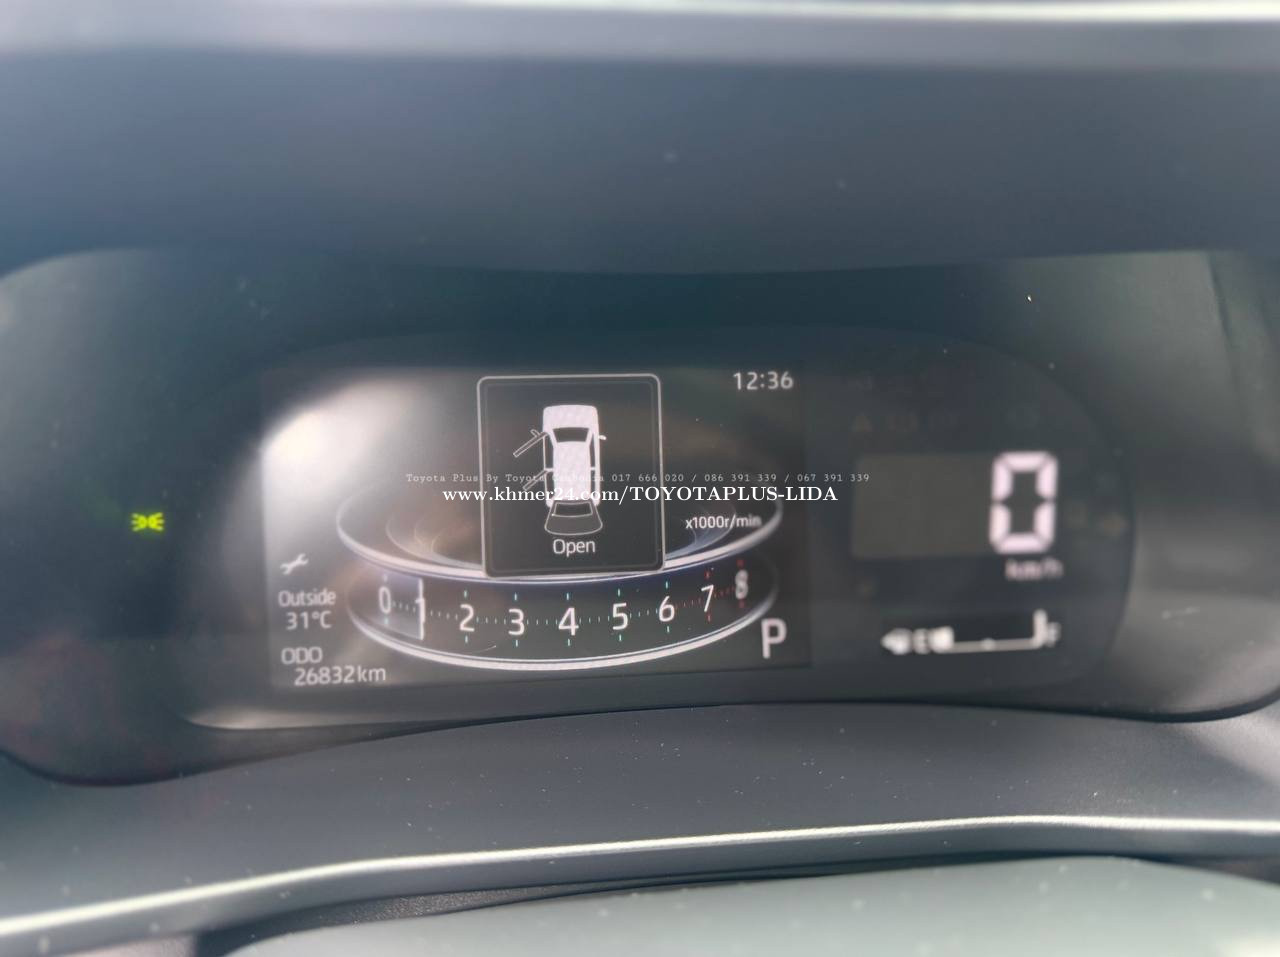 12:36
Toyota Plus By Toyota Cambodia 017 666 020 / 086 391 339 / 067 391 339
www.khmer24.com/TOYOTAPLUS-LIDA
x1000r/min
Open
0 1 2 3 4 5 6 7 8
Outside
31°C
P
ODO
26832km
0
km/h
E F